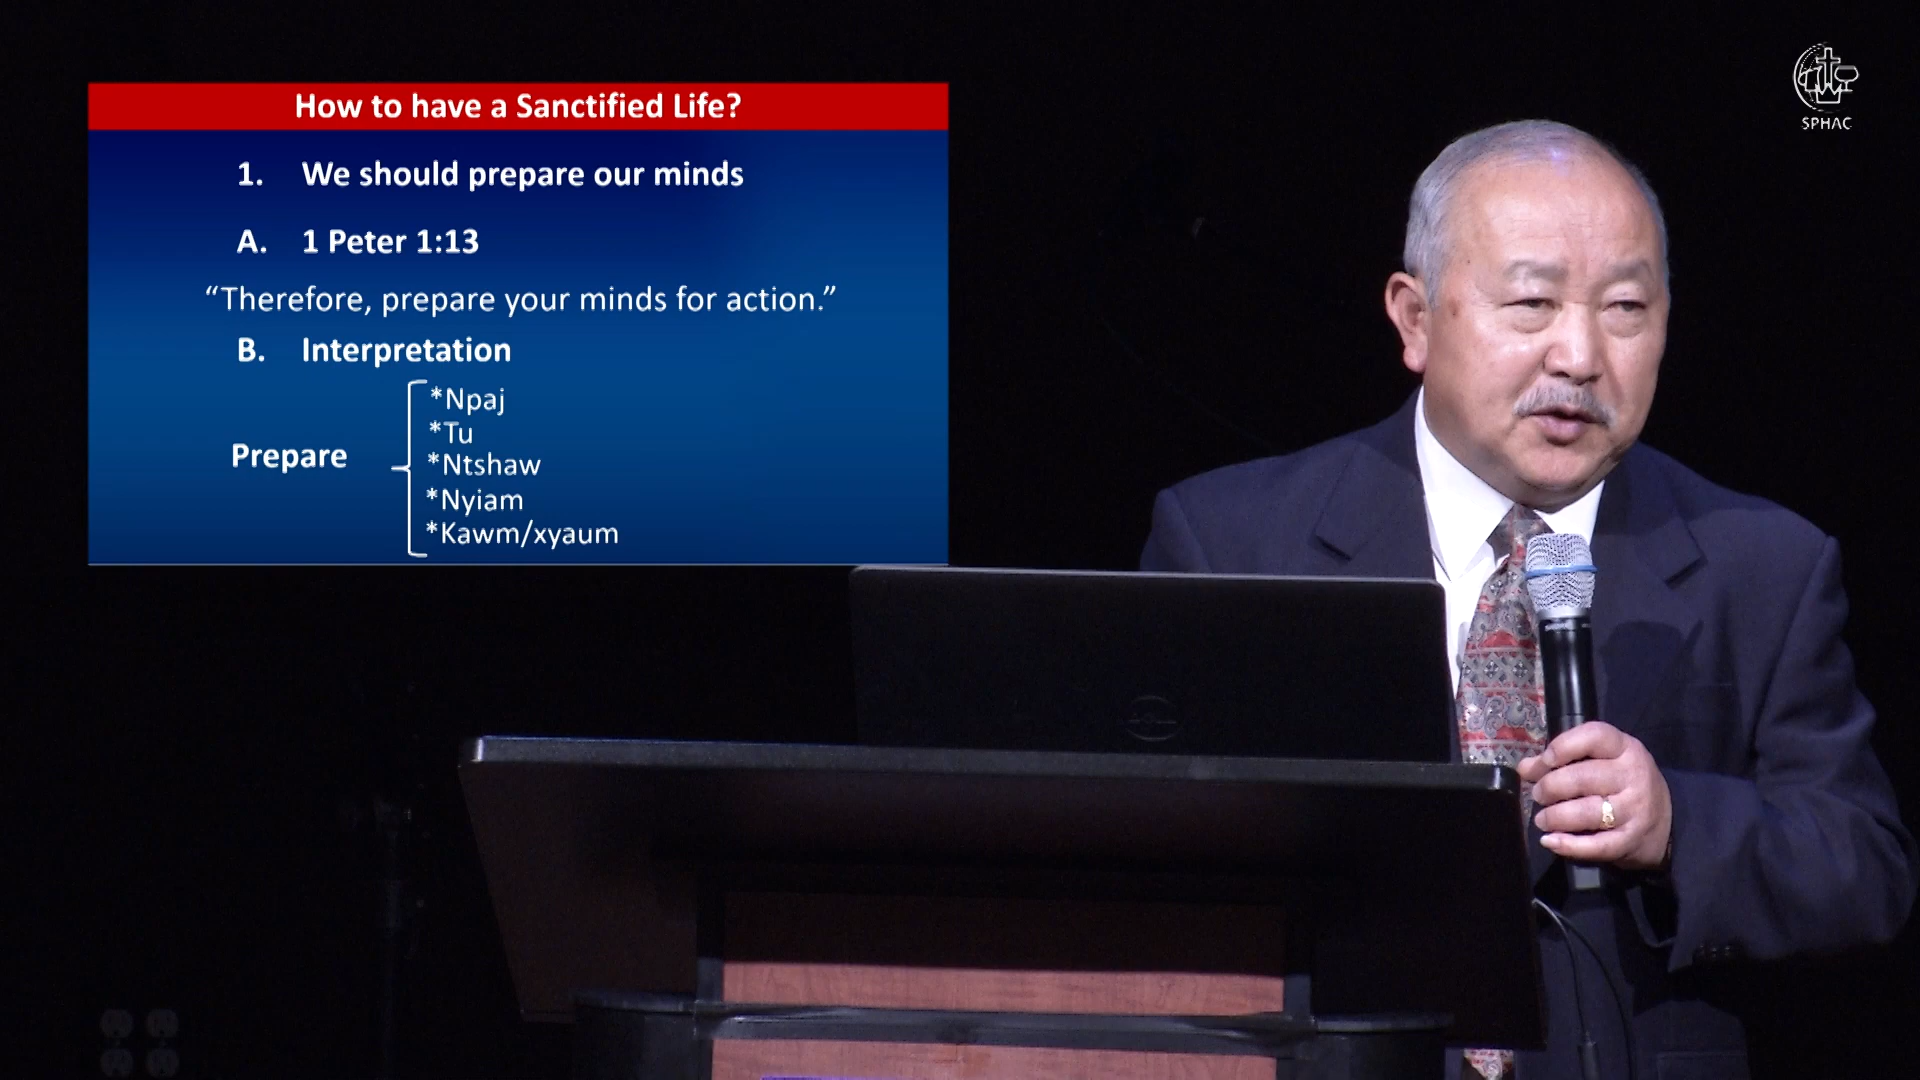 How to have a Sanctified Life?
1. We should prepare our minds
A. 1 Peter 1:13
“Therefore, prepare your minds for action.”
B. Interpretation
Prepare
*Npaj
*Tu
*Ntshaw
*Nyiam
*Kawm/xyaum
SPHAC